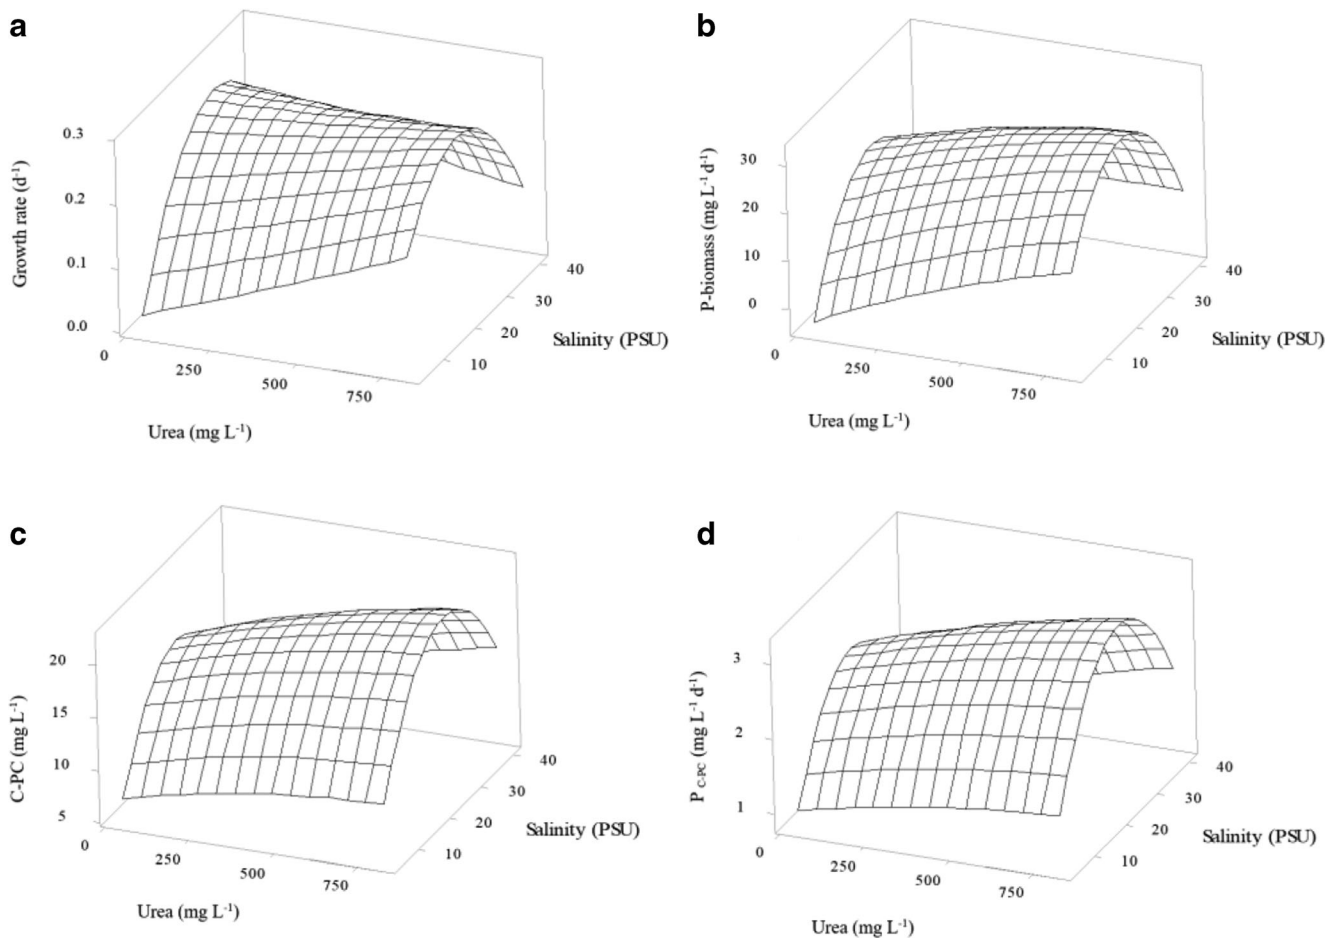 a
0.3
0.2
0.1
0.0
Growth rate (d-1)
0
250
500
750
Urea (mg L-1)
10
20
30
40
Salinity (PSU)
b
30
20
10
0
P-biomass (mg L-1 d-1)
0
250
500
750
Urea (mg L-1)
10
20
30
40
Salinity (PSU)
c
20
15
10
5
C-PC (mg L-1)
0
250
500
750
Urea (mg L-1)
10
20
30
40
Salinity (PSU)
d
3
2
1
P C-PC (mg L-1 d-1)
0
250
500
750
Urea (mg L-1)
10
20
30
40
Salinity (PSU)